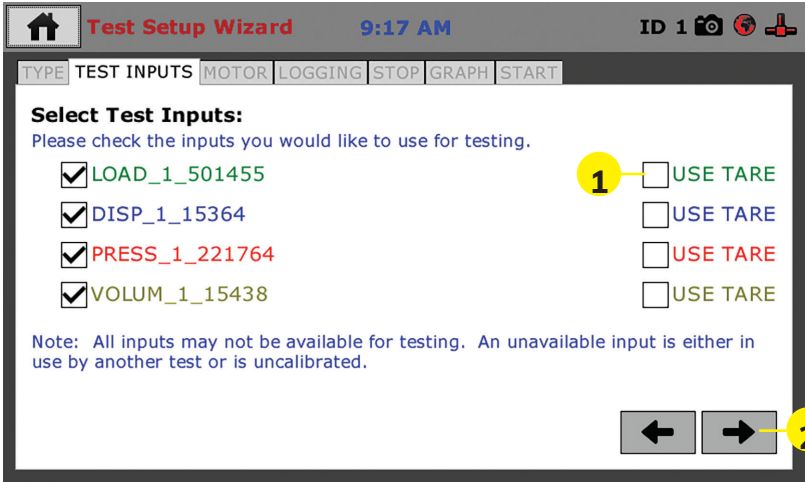 Test Setup Wizard 9:17 AM ID 1
TYPE TEST INPUTS MOTOR LOGGING STOP GRAPH START
Select Test Inputs:
Please check the inputs you would like to use for testing.
LOAD_1_501455 1 USE TARE
DISP_1_15364 USE TARE
PRESS_1_221764 USE TARE
VOLUM_1_15438 USE TARE
Note: All inputs may not be available for testing. An unavailable input is either in
use by another test or is uncalibrated.
2